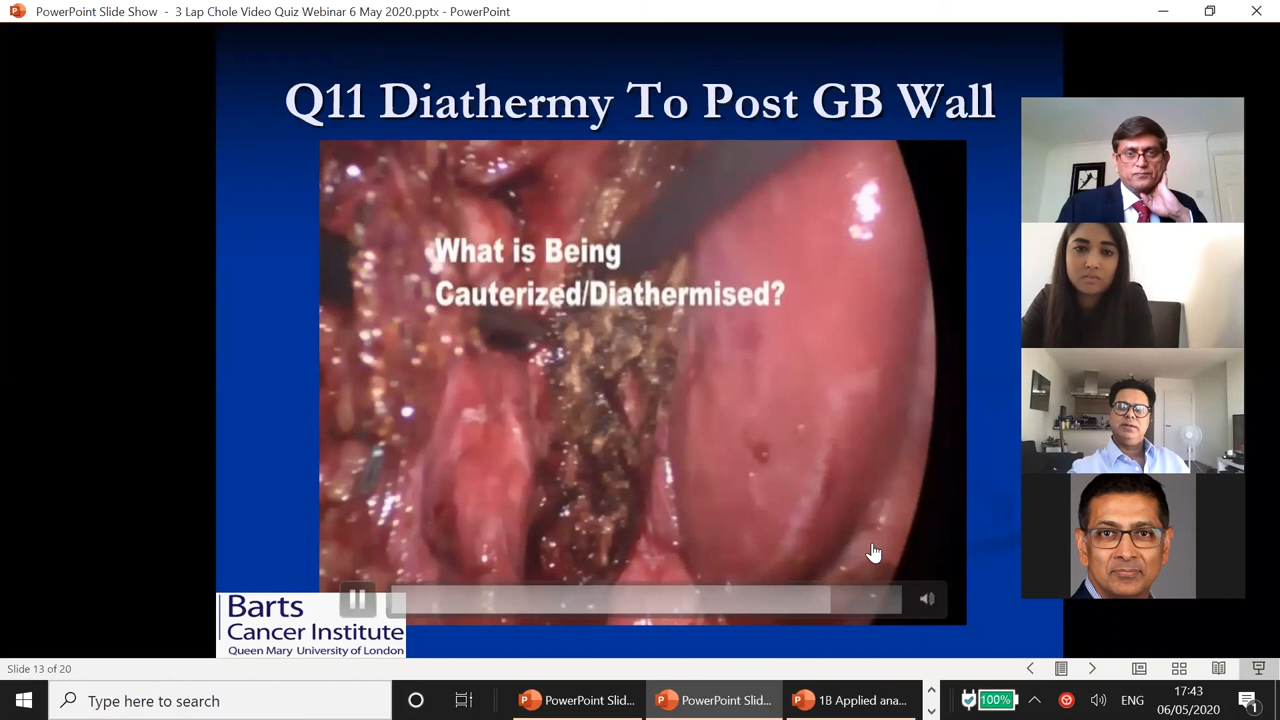 PowerPoint Slide Show - 3 Lap Chole Video Quiz Webinar 6 May 2020.pptx - PowerPoint
Q11 Diathermy To Post GB Wall
What is Being
Cauterized/Diathermised?
Barts
Cancer Institute
Queen Mary University of London
Slide 13 of 20
Type here to search
PowerPoint Slid...
PowerPoint Slid...
1B Applied ana...
100%
ENG
17:43
06/05/2020
1